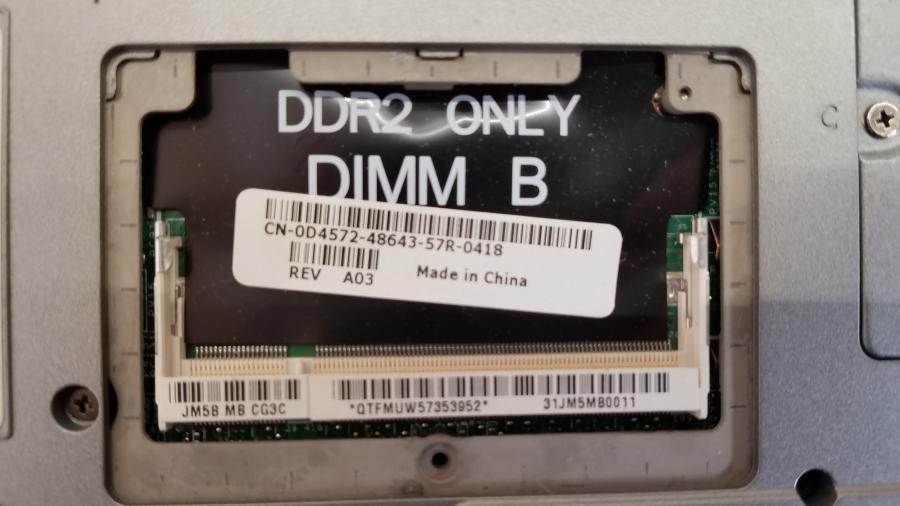 DDR2 ONLY
DIMM B
CN-0D4572-48643-57R-0418
REV A03 Made in China
JM5B MB CG3C *QTFMUW57353952* 31JM5MB0011
C